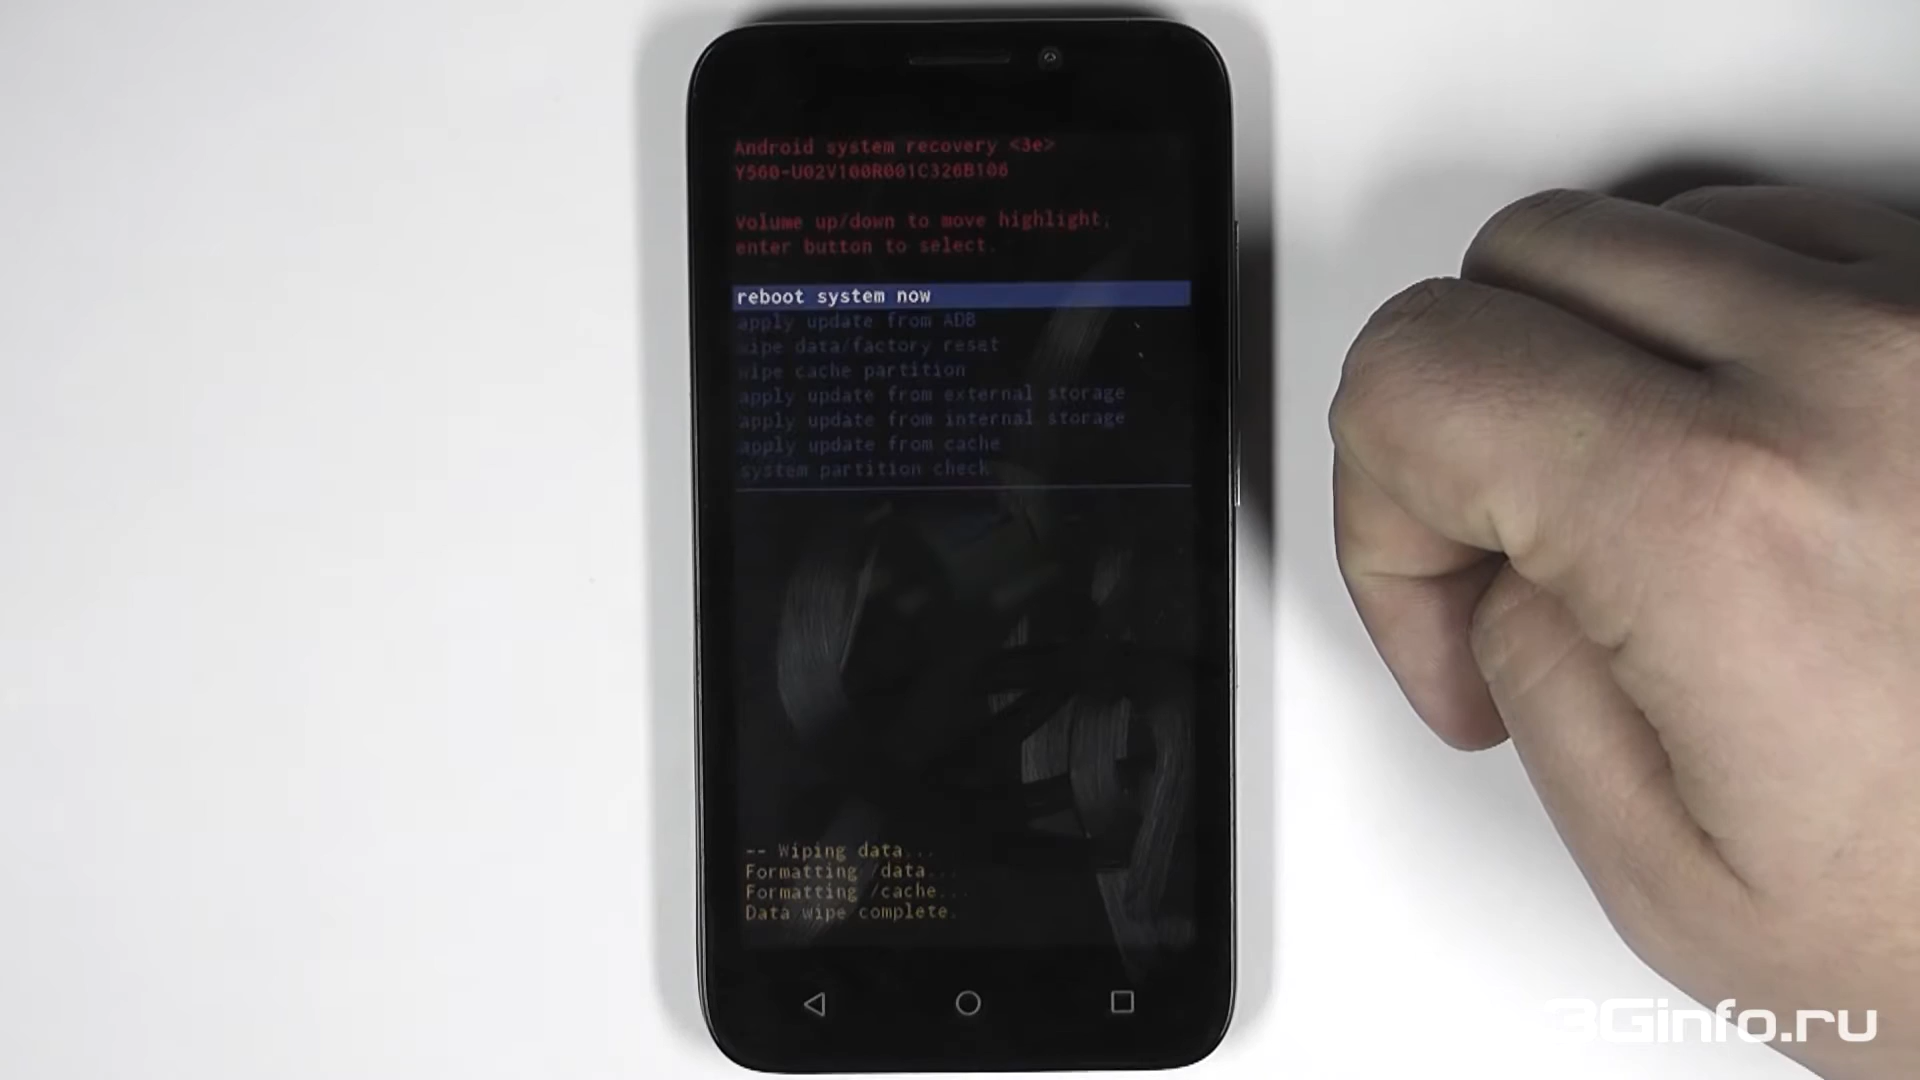 Android system recovery <3e>
Y560-U02V100R001C326B106
Volume up/down to move highlight;
enter button to select.
reboot system now
apply update from ADB
wipe data/factory reset
wipe cache partition
apply update from external storage
apply update from internal storage
apply update from cache
system partition check
-- Wiping data...
Formatting /data...
Formatting /cache...
Data wipe complete.
3Ginfo.ru